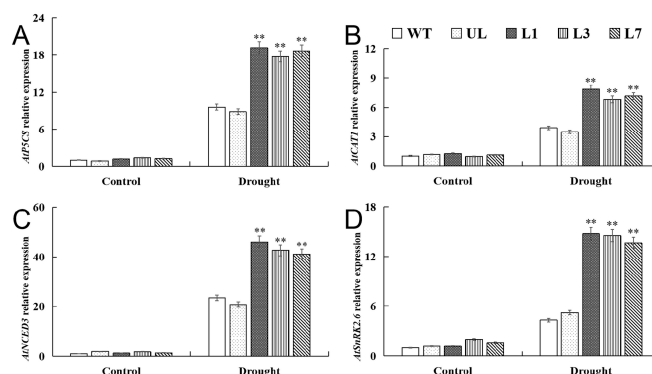 A
AtP5CS relative expression
24
18
12
6
0
Control
Drought
** ** **
B
WT UL L1 L3 L7
AtCAT1 relative expression
12
9
6
3
0
Control
Drought
** ** **
C
AtNCED3 relative expression
60
40
20
0
Control
Drought
** ** **
D
AtSnRK2.6 relative expression
18
12
6
0
Control
Drought
** ** **